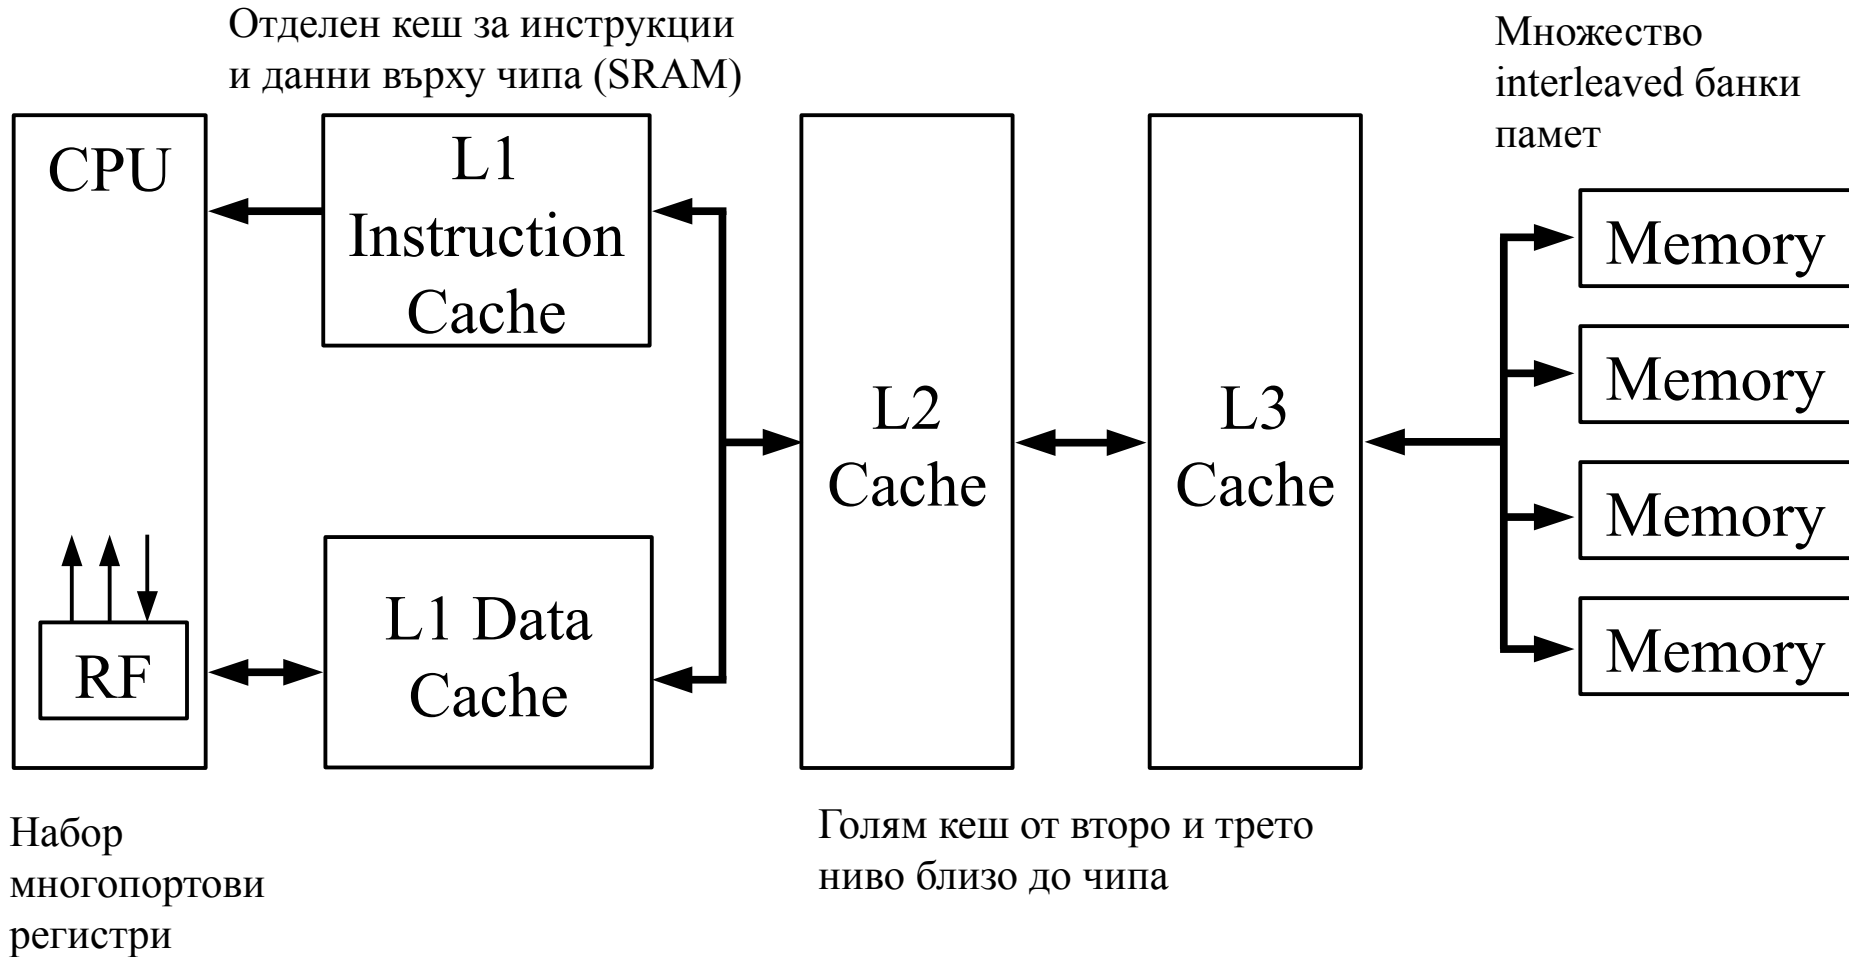 Отделен кеш за инструкции
и данни върху чипа (SRAM)
Множество
interleaved банки
памет
CPU
L1
Instruction
Cache
L2
Cache
L3
Cache
Memory
Memory
Memory
Memory
RF
L1 Data
Cache
Набор
многопортови
регистри
Голям кеш от второ и трето
ниво близо до чипа